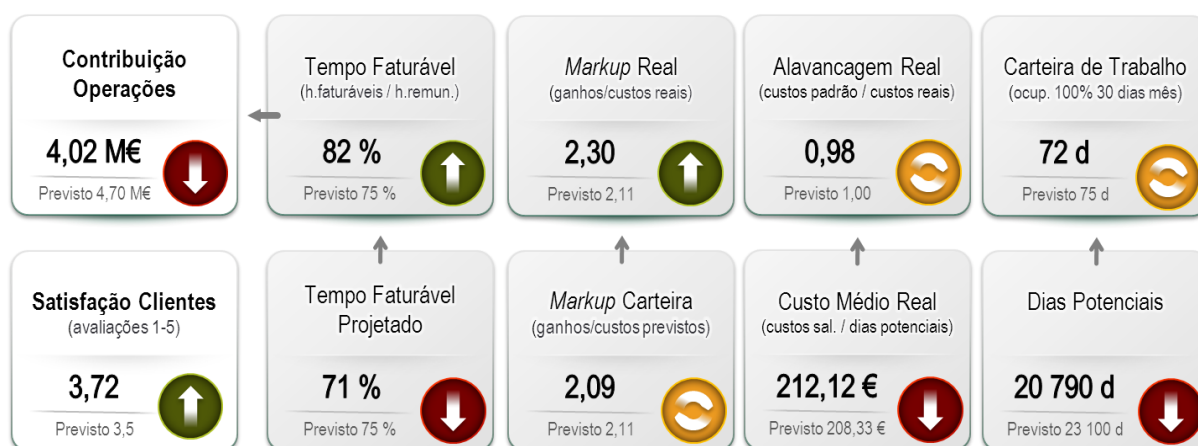 Contribuição
Operações
4,02 M€
Previsto 4,70 M€
Tempo Faturável
(h.faturáveis / h.remun.)
82 %
Previsto 75 %
Markup Real
(ganhos/custos reais)
2,30
Previsto 2,11
Alavancagem Real
(custos padrão / custos reais)
0,98
Previsto 1,00
Carteira de Trabalho
(ocup. 100% 30 dias mês)
72 d
Previsto 75 d
Satisfação Clientes
(avaliações 1-5)
3,72
Previsto 3,5
Tempo Faturável
Projetado
71 %
Previsto 75 %
Markup Carteira
(ganhos/custos previstos)
2,09
Previsto 2,11
Custo Médio Real
(custos sal. / dias potenciais)
212,12 €
Previsto 208,33 €
Dias Potenciais
20 790 d
Previsto 23 100 d